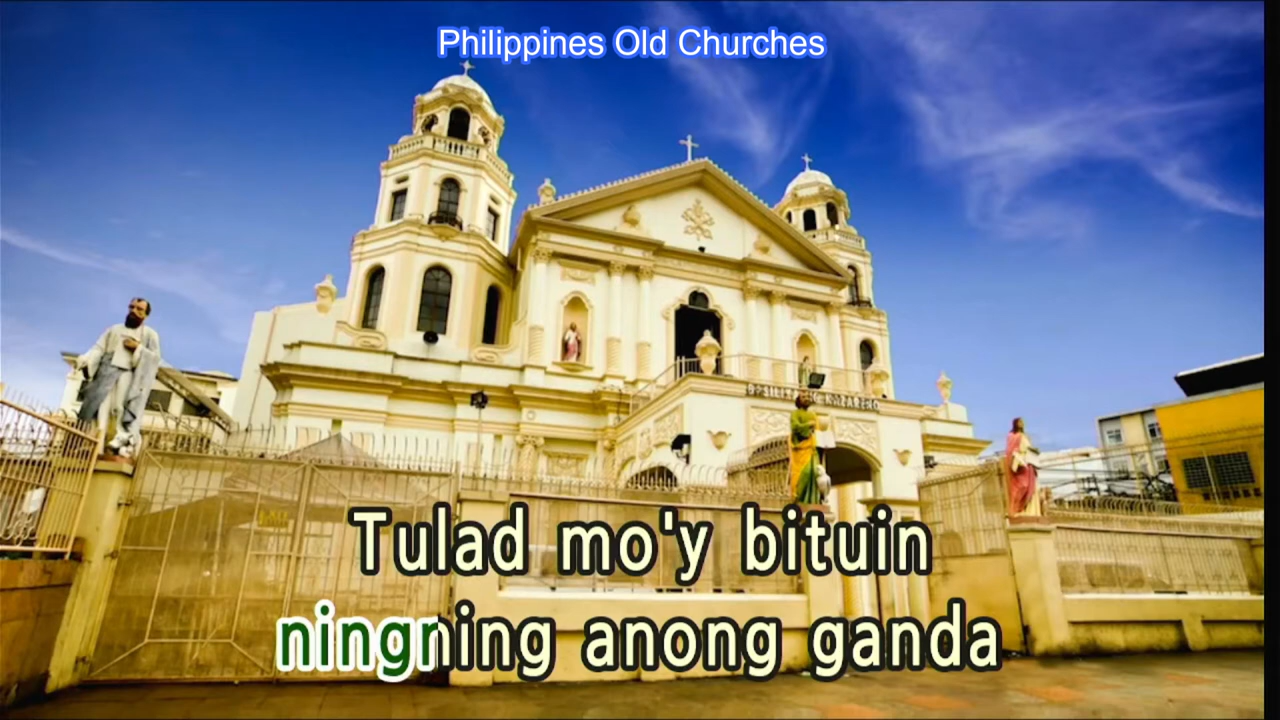 Philippines Old Churches
Tulad mo'y bituin
ningning anong ganda